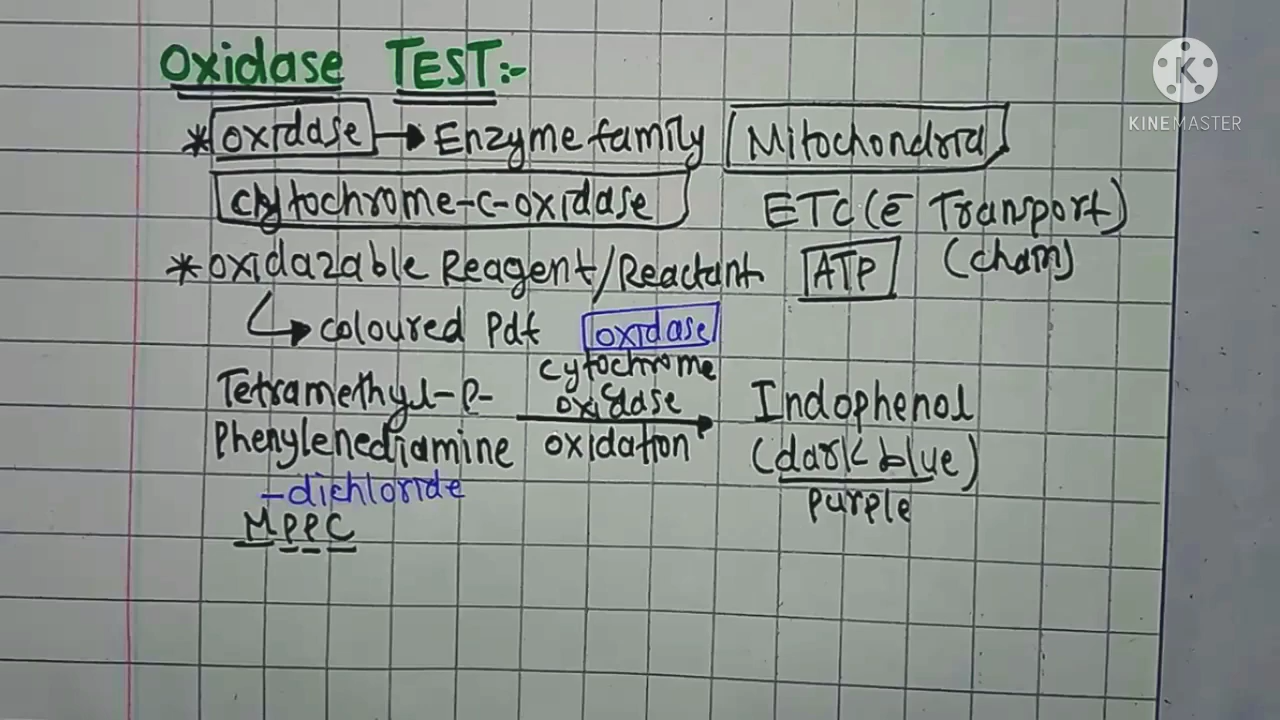 Oxidase TEST:-
*oxidase → Enzyme family Mitochondria
cytochrome-c-oxidase ETC (ē Transport)
(chain)
*oxidazable Reagent/Reactant ATP
↳ coloured Pdt oxidase
Tetramethyl-p-
Phenylenediamine
-dichloride
cytochrome
c
oxidase
oxidation
Indophenol
(dark blue)
purple
MPPC
K
KINEMASTER